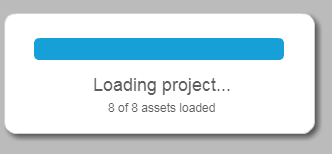 Loading project...
8 of 8 assets loaded